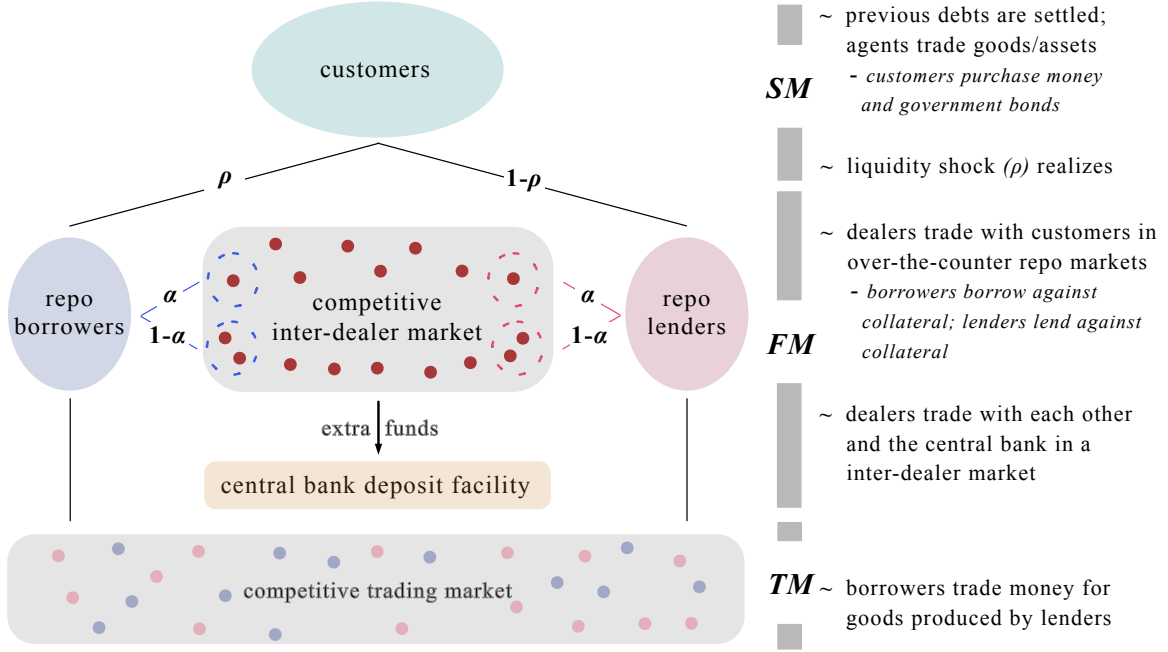 customers
ρ
1-ρ
repo
borrowers
α
1-α
competitive
inter-dealer market
α
1-α
repo
lenders
extra funds
central bank deposit facility
competitive trading market
SM
~ previous debts are settled;
agents trade goods/assets
- customers purchase money
and government bonds
~ liquidity shock (ρ) realizes
FM
~ dealers trade with customers in
over-the-counter repo markets
- borrowers borrow against
collateral; lenders lend against
collateral
~ dealers trade with each other
and the central bank in a
inter-dealer market
TM
~ borrowers trade money for
goods produced by lenders